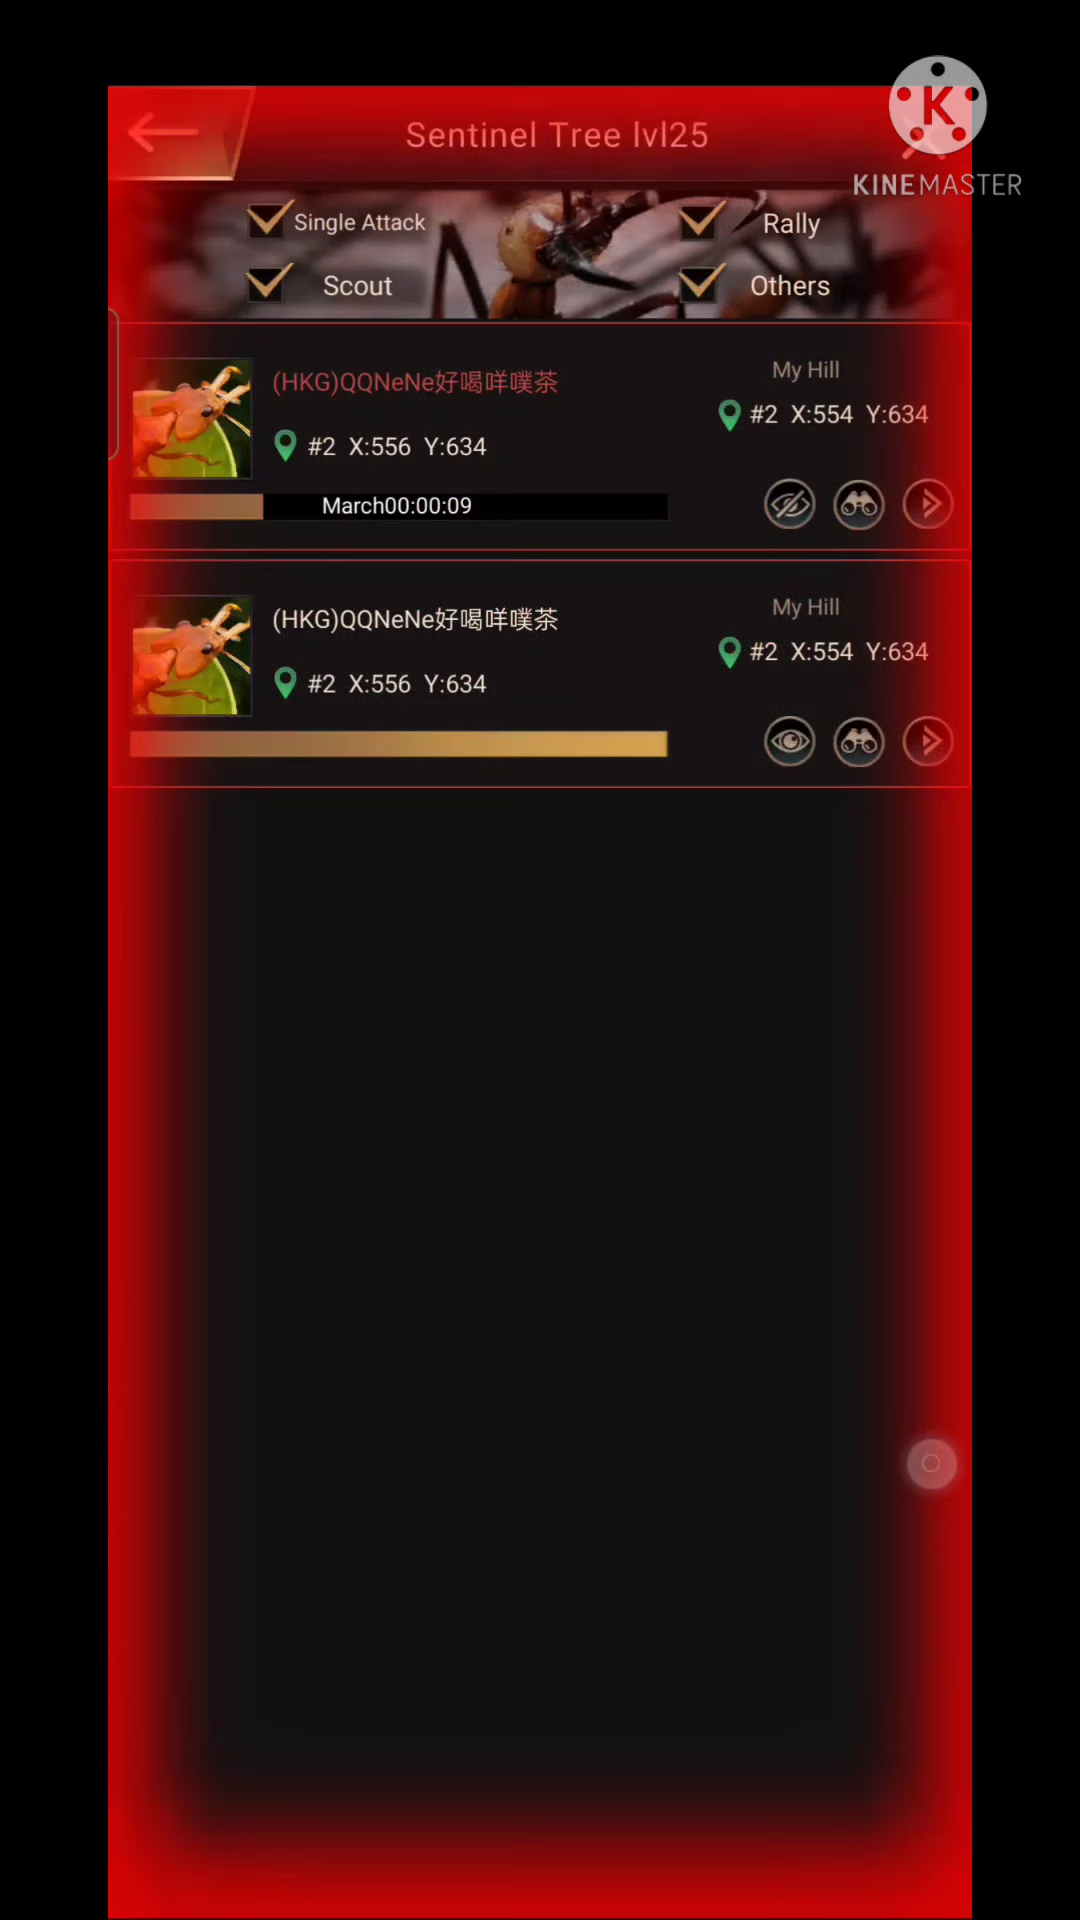 K
KINEMASTER
Sentinel Tree lvl25
Single Attack
Rally
Scout
Others
(HKG)QQNeNe好喝咩噗茶
My Hill
#2 X:556 Y:634
#2 X:554 Y:634
March00:00:09
(HKG)QQNeNe好喝咩噗茶
My Hill
#2 X:556 Y:634
#2 X:554 Y:634